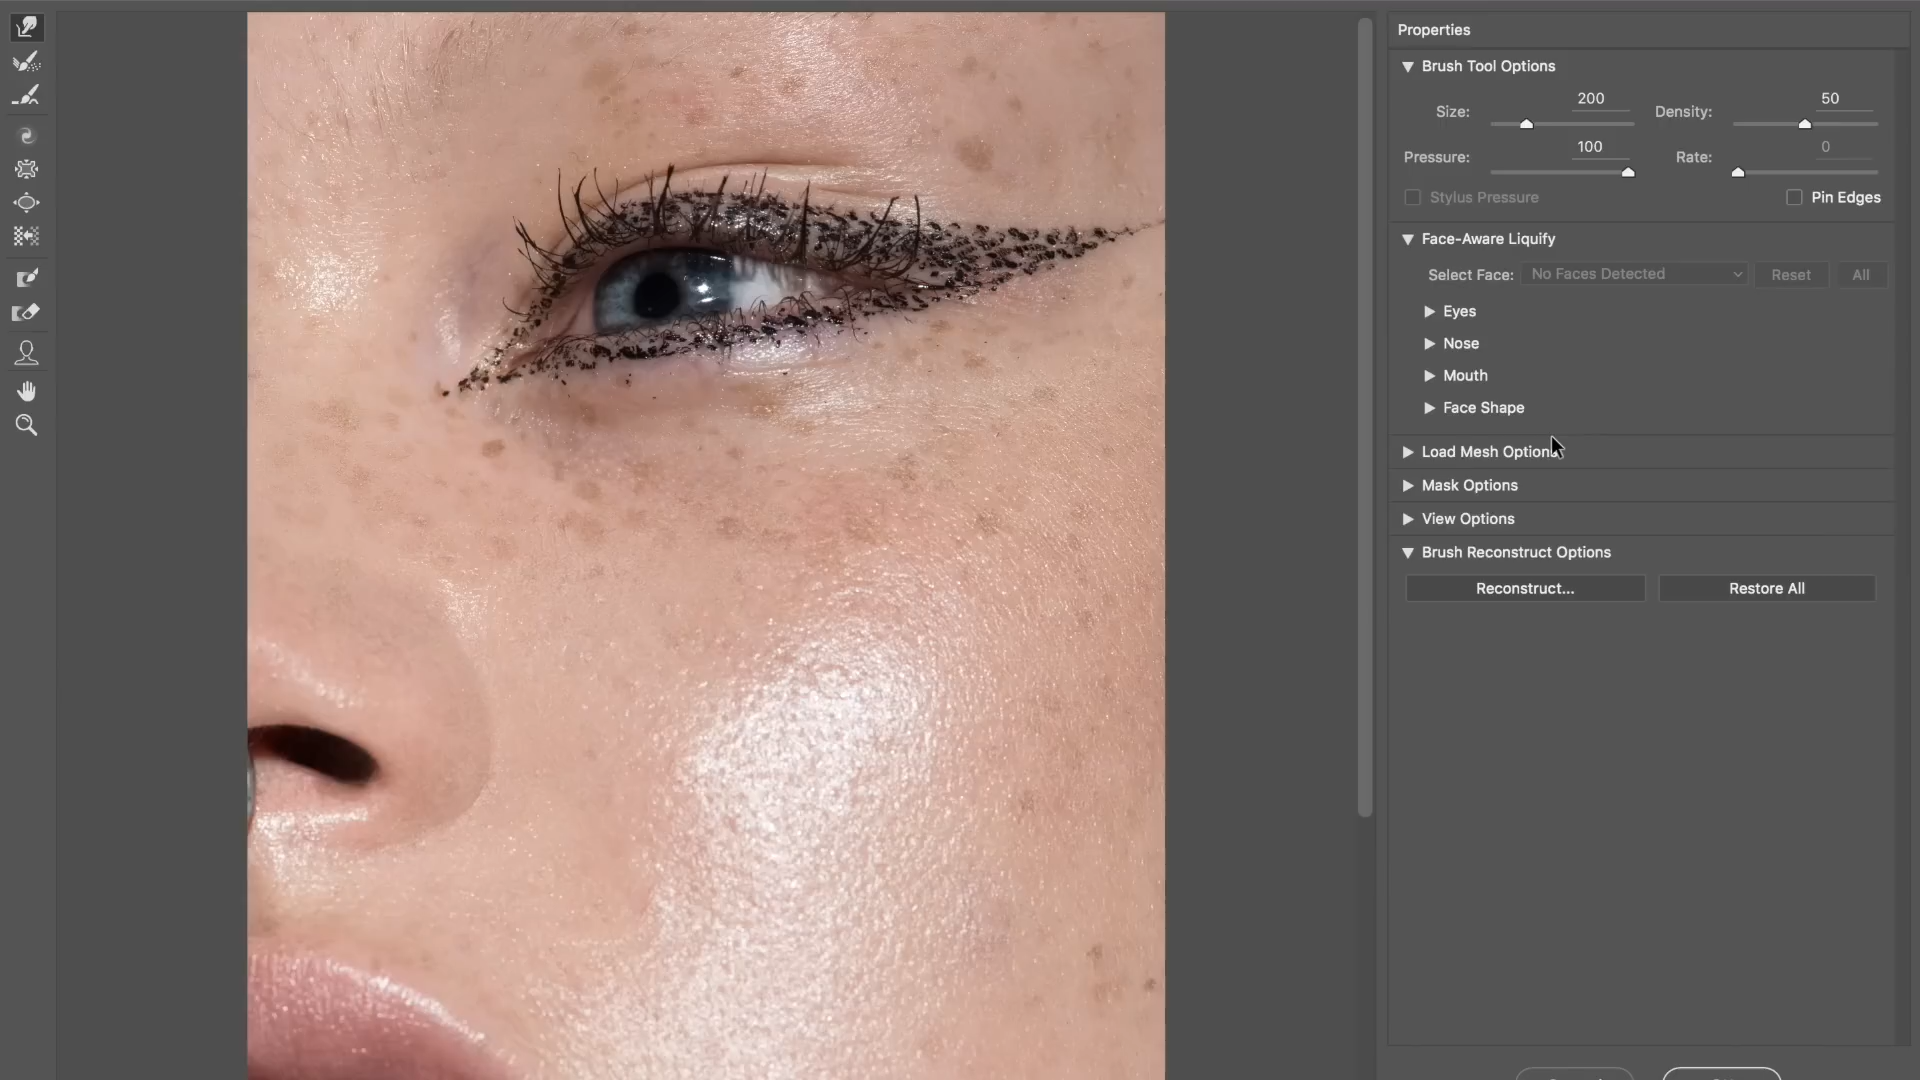 Properties
Brush Tool Options
Size: 200 Density: 50
Pressure: 100 Rate: 0
Stylus Pressure Pin Edges
Face-Aware Liquify
Select Face: No Faces Detected Reset All
Eyes
Nose
Mouth
Face Shape
Load Mesh Options
Mask Options
View Options
Brush Reconstruct Options
Reconstruct... Restore All